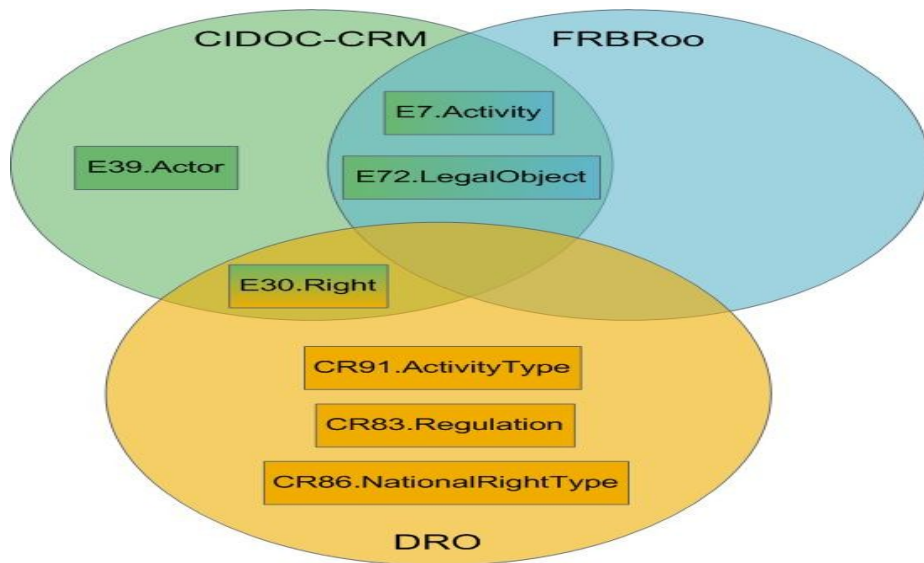 CIDOC-CRM
FRBRoo
E7.Activity
E39.Actor
E72.LegalObject
E30.Right
CR91.ActivityType
CR83.Regulation
CR86.NationalRightType
DRO